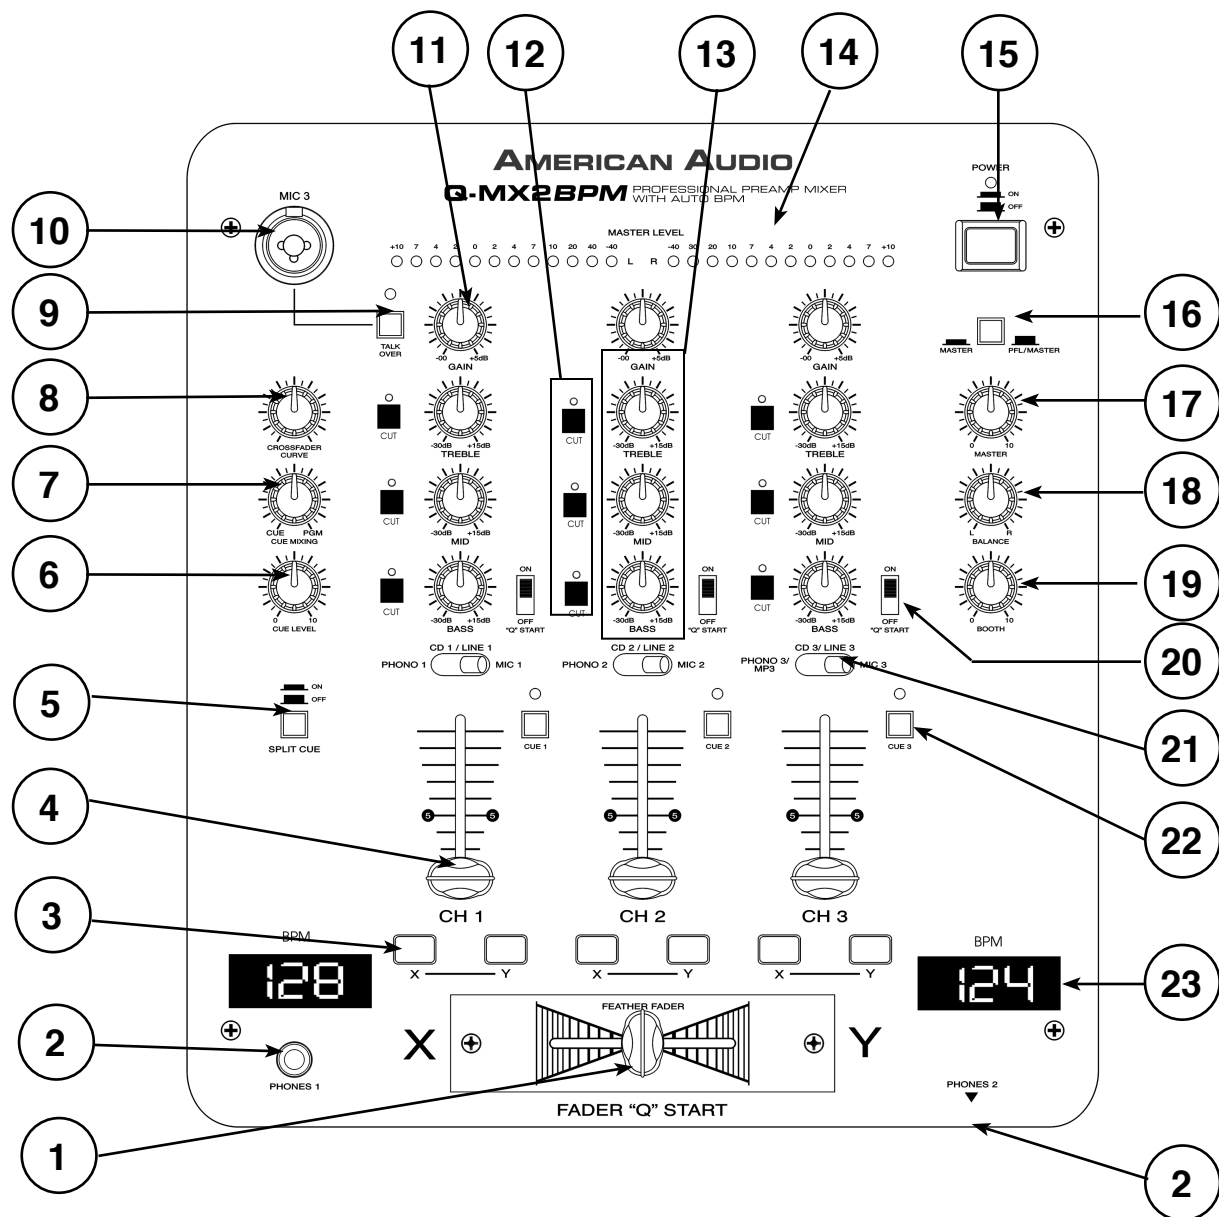 11 12 13 14 15
AMERICAN AUDIO
Q-MX2BPM PROFESSIONAL PREAMP MIXER
WITH AUTO BPM
POWER
ON
OFF
10
MIC 3
MASTER LEVEL
+10 7 4 2 0 2 4 7 10 20 40 -40 L R -40 30 20 10 7 4 2 0 2 4 7 +10
9
TALK
OVER
-00 +5dB
GAIN
-00 +5dB
GAIN
-00 +5dB
GAIN
MASTER PFL/MASTER
16
8
CROSSFADER
CURVE
CUT
-30dB +15dB
TREBLE
CUT
-30dB +15dB
TREBLE
CUT
-30dB +15dB
TREBLE
0 10
MASTER
17
7
CUE PGM
CUE MIXING
CUT
-30dB +15dB
MID
CUT
-30dB +15dB
MID
CUT
-30dB +15dB
MID
L R
BALANCE
18
6
0 10
CUE LEVEL
CUT
-30dB +15dB
BASS
ON
OFF
"Q" START
CUT
-30dB +15dB
BASS
ON
OFF
"Q" START
CUT
-30dB +15dB
BASS
ON
OFF
"Q" START
0 10
BOOTH
19
20
CD 1 / LINE 1
PHONO 1 MIC 1
CD 2 / LINE 2
PHONO 2 MIC 2
CD 3/ LINE 3
PHONO 3/
MP3
MIC 3
5
ON
OFF
SPLIT CUE
CUE 1
CUE 2
CUE 3
21
4
5 5 5 5 5 5
22
3
CH 1 CH 2 CH 3
X Y X Y X Y
BPM
128
BPM
124
23
2
PHONES 1
X
FEATHER FADER
Y
FADER "Q" START
PHONES 2
1
2